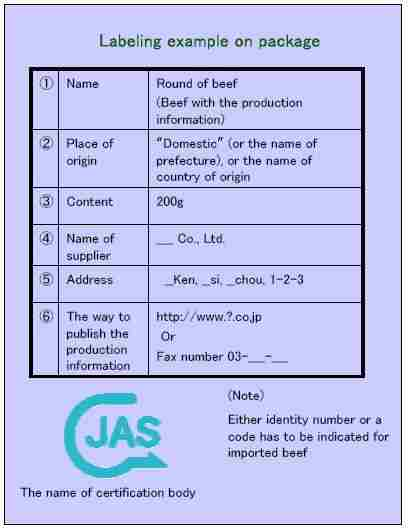 Labeling example on package
① Name Round of beef
(Beef with the production
information)
② Place of "Domestic" (or the name of
origin prefecture), or the name of
country of origin
③ Content 200g
④ Name of ___ Co., Ltd.
supplier
⑤ Address _Ken, _si, _chou, 1-2-3
⑥ The way to http://www.?.co,jp
publish the Or
production Fax number 03-___-___
information
(Note)
Either identity number or a
code has to be indicated for
imported beef
JAS
The name of certification body